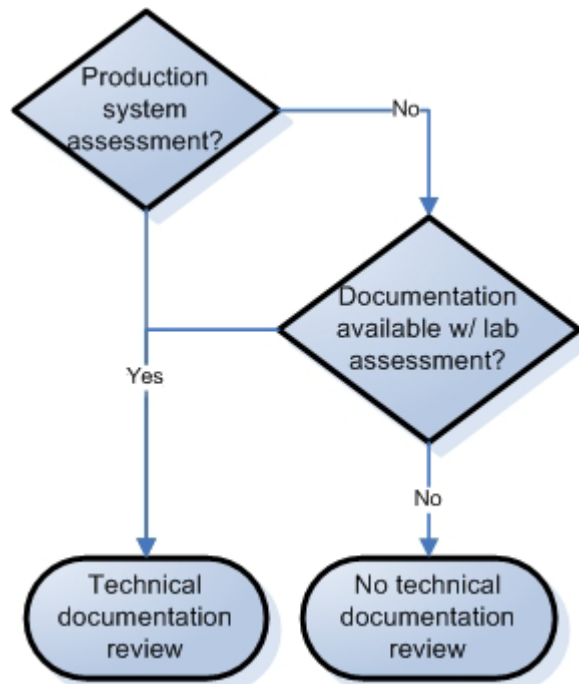 Production
system
assessment?
No
Documentation
available w/ lab
assessment?
Yes
No
Technical
documentation
review
No technical
documentation
review